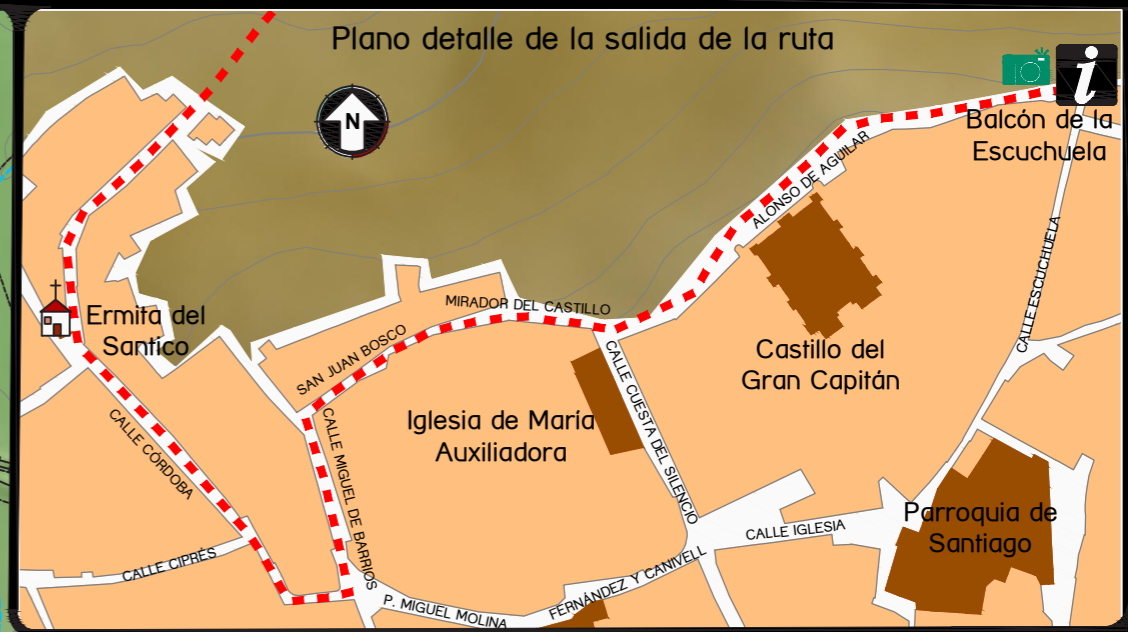 Plano detalle de la salida de la ruta
N
i
Balcón de la
Escuchuela
ALONSO DE AGUILAR
CALLE ESCUCHUELA
Ermita del
Santico
MIRADOR DEL CASTILLO
SAN JUAN BOSCO
Castillo del
Gran Capitán
CALLE CUESTA DEL SILENCIO
Iglesia de María
Auxiliadora
CALLE CÓRDOBA
CALLE MIGUEL DE BARRIOS
Parroquia de
Santiago
CALLE IGLESIA
CALLE CIPRÉS
FERNÁNDEZ Y CANIVELL
P. MIGUEL MOLINA